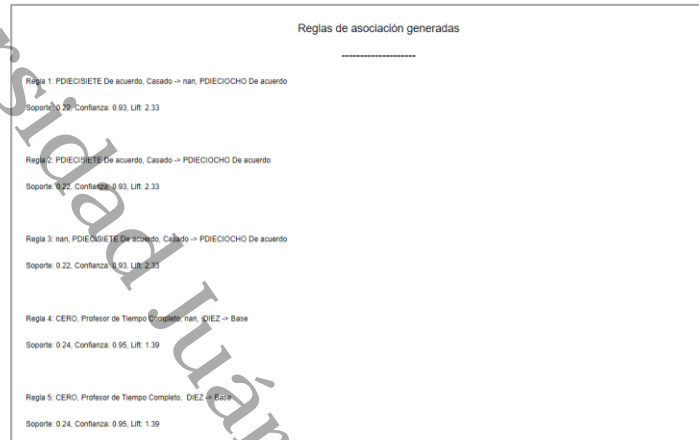 Reglas de asociación generadas
--------------------
Regla 1: PDIECISIETE De acuerdo, Casado -> nan, PDIECIOCHO De acuerdo
Soporte: 0.22, Confianza: 0.93, Lift: 2.33
Regla 2: PDIECISIETE De acuerdo, Casado -> PDIECIOCHO De acuerdo
Soporte: 0.22, Confianza: 0.93, Lift: 2.33
Regla 3: nan, PDIECISIETE De acuerdo, Casado -> PDIECIOCHO De acuerdo
Soporte: 0.22, Confianza: 0.93, Lift: 2.33
Regla 4: CERO, Profesor de Tiempo Completo, nan, DIEZ -> Base
Soporte: 0.24, Confianza: 0.95, Lift: 1.39
Regla 5: CERO, Profesor de Tiempo Completo, DIEZ -> Base
Soporte: 0.24, Confianza: 0.95, Lift: 1.39
rsidad Juá